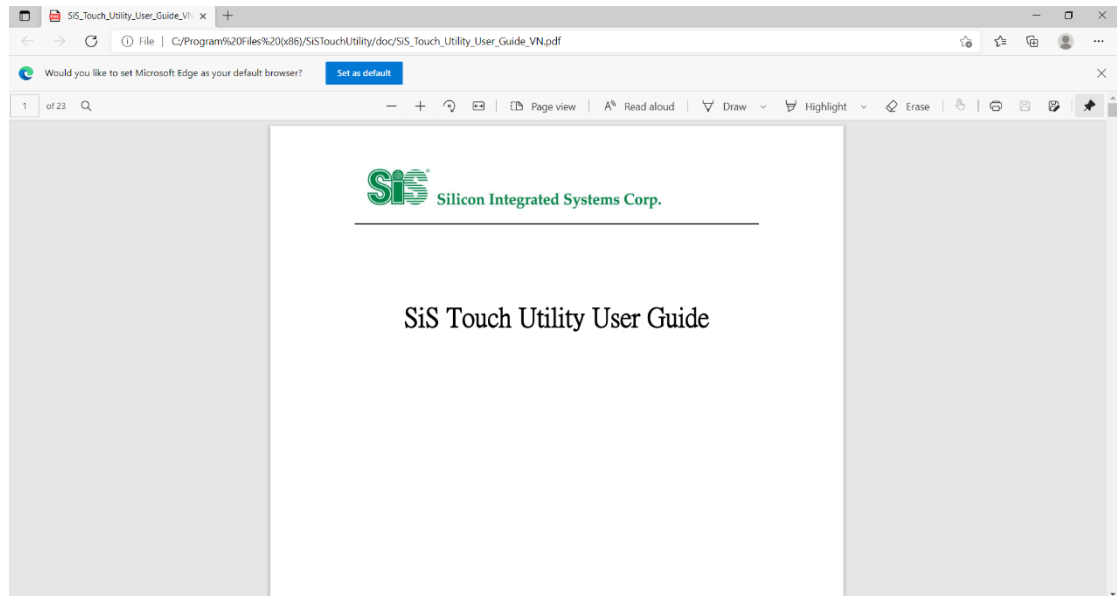 SiS_Touch_Utility_User_Guide_VN
File | C:/Program%20Files%20(x86)/SiSTouchUtility/doc/SiS_Touch_Utility_User_Guide_VN.pdf
Would you like to set Microsoft Edge as your default browser? Set as default
1 of 23 Page view Read aloud Draw Highlight Erase
SiS® Silicon Integrated Systems Corp.
SiS Touch Utility User Guide